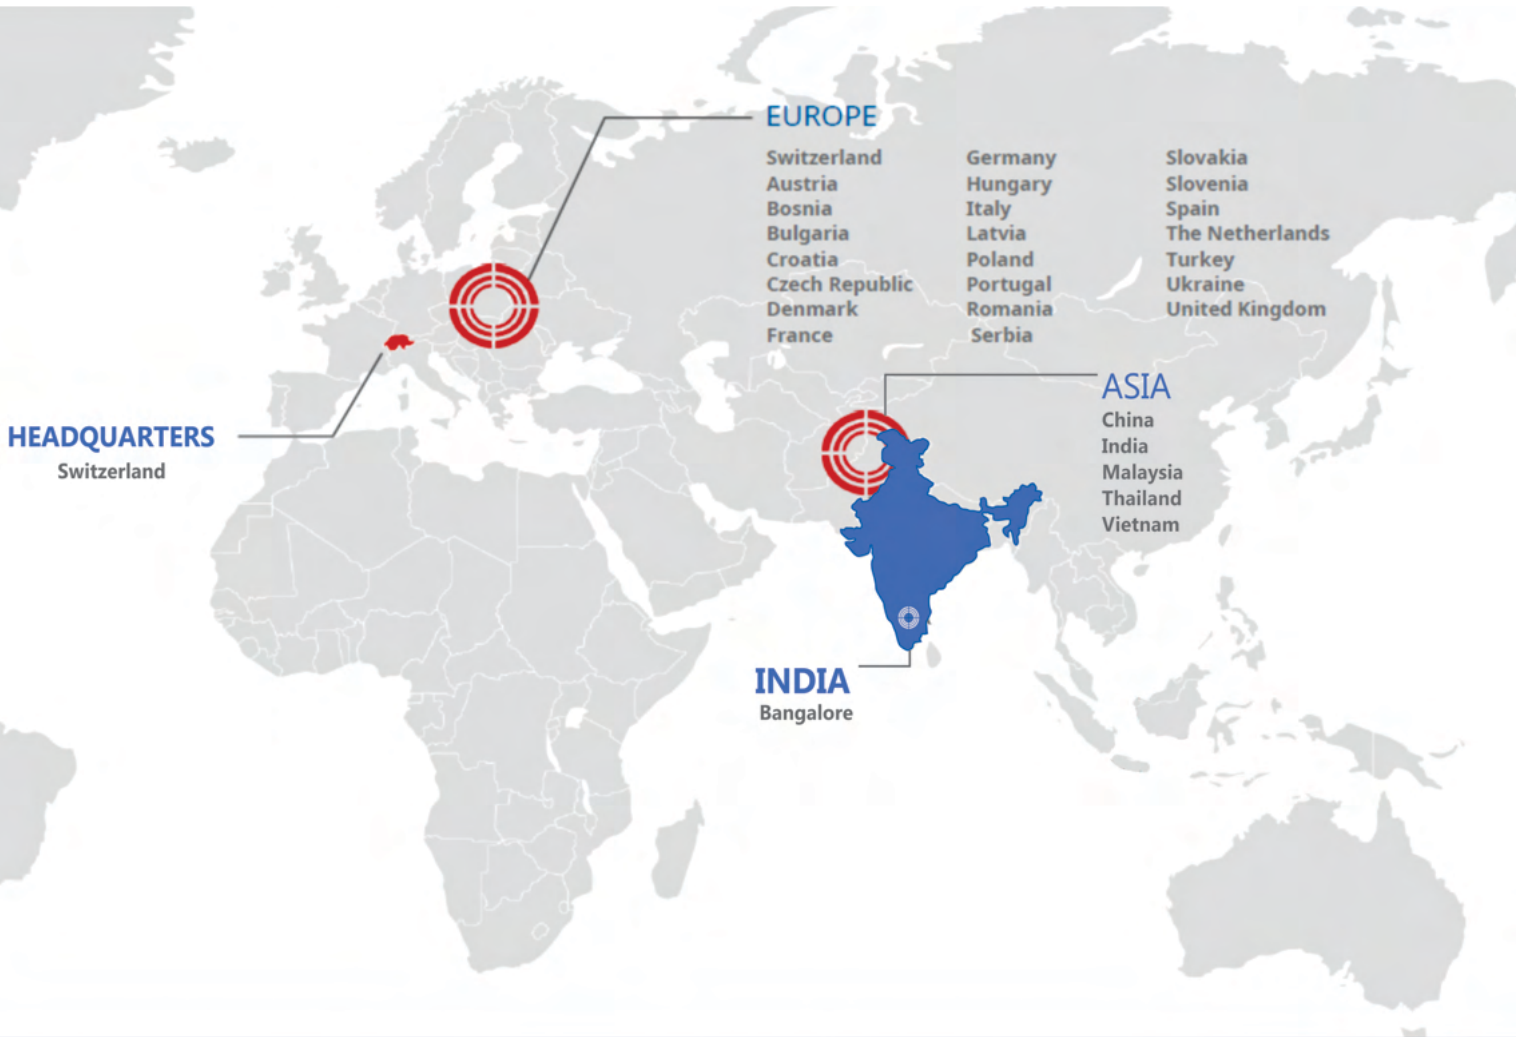 EUROPE
Switzerland
Austria
Bosnia
Bulgaria
Croatia
Czech Republic
Denmark
France
Germany
Hungary
Italy
Latvia
Poland
Portugal
Romania
Serbia
Slovakia
Slovenia
Spain
The Netherlands
Turkey
Ukraine
United Kingdom
HEADQUARTERS
Switzerland
ASIA
China
India
Malaysia
Thailand
Vietnam
INDIA
Bangalore